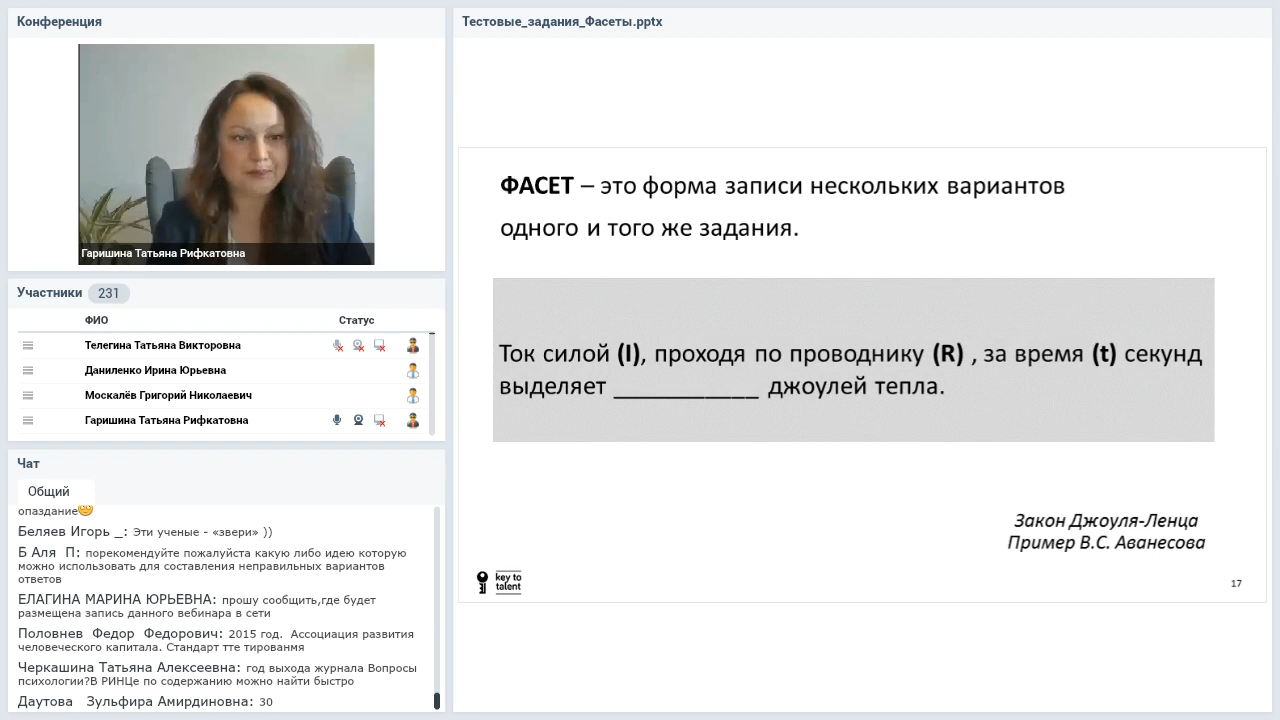 Конференция
Гаришина Татьяна Рифкатовна
Участники 231
ФИО Статус
Телегина Татьяна Викторовна
Даниленко Ирина Юрьевна
Москалёв Григорий Николаевич
Гаришина Татьяна Рифкатовна
Чат
Общий
опаздание
Беляев Игорь _: Эти ученые - «звери» ))
Б Аля П: порекомендуйте пожалуйста какую либо идею которую
можно использовать для составления неправильных вариантов
ответов
ЕЛАГИНА МАРИНА ЮРЬЕВНА: прошу сообщить,где будет
размещена запись данного вебинара в сети
Половнев Федор Федорович: 2015 год. Ассоциация развития
человеческого капитала. Стандарт тте тированмя
Черкашина Татьяна Алексеевна: год выхода журнала Вопросы
психологии?В РИНЦе по содержанию можно найти быстро
Даутова Зульфира Амирдиновна: 30
Тестовые_задания_Фасеты.pptx
ФАСЕТ – это форма записи нескольких вариантов
одного и того же задания.
Ток силой (I), проходя по проводнику (R) , за время (t) секунд
выделяет ____________ джоулей тепла.
Закон Джоуля-Ленца
Пример В.С. Аванесова
key to
talent
17